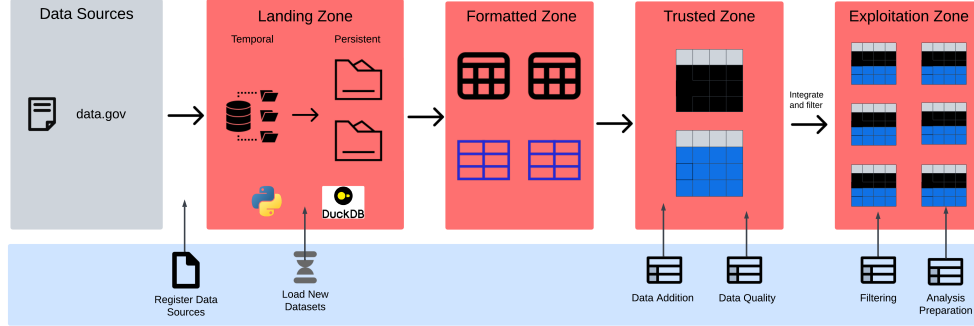 Data Sources
Landing Zone
Formatted Zone
Trusted Zone
Exploitation Zone
Temporal
Persistent
data.gov
Integrate
and filter
DuckDB
Register Data
Sources
Load New
Datasets
Data Addition
Data Quality
Filtering
Analysis
Preparation